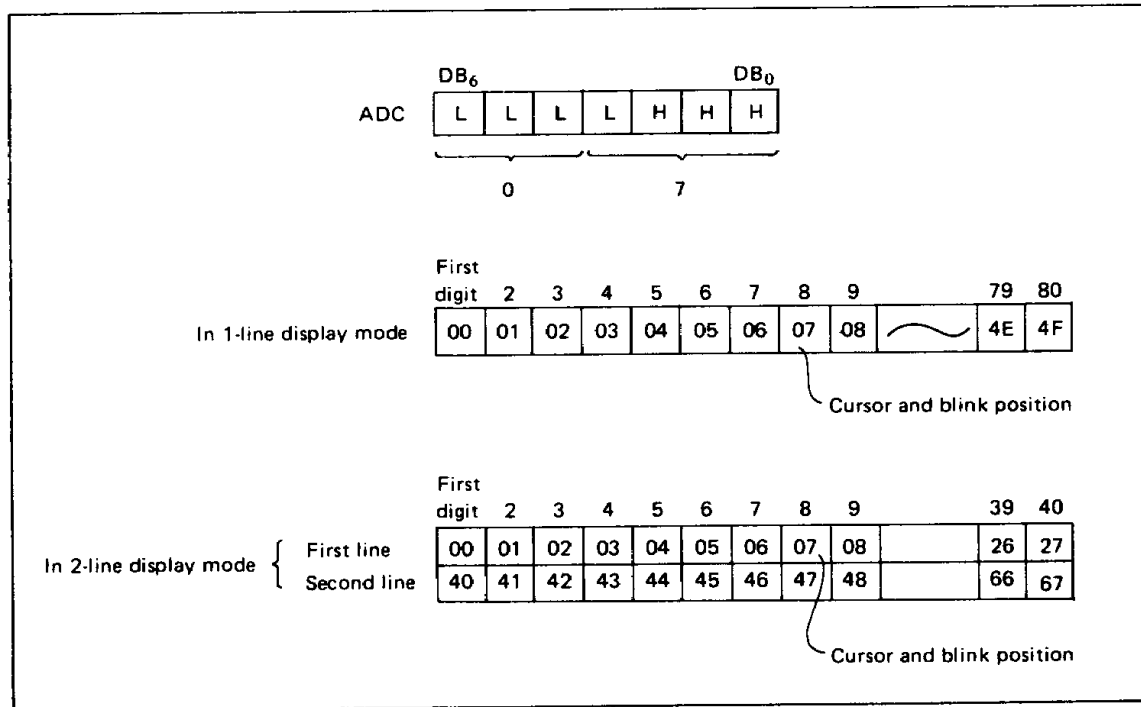 DB6 DB0
ADC L L L L H H H
0 7
First
digit 2 3 4 5 6 7 8 9 79 80
In 1-line display mode 00 01 02 03 04 05 06 07 08 4E 4F
Cursor and blink position
First
digit 2 3 4 5 6 7 8 9 39 40
In 2-line display mode
First line 00 01 02 03 04 05 06 07 08 26 27
Second line 40 41 42 43 44 45 46 47 48 66 67
Cursor and blink position